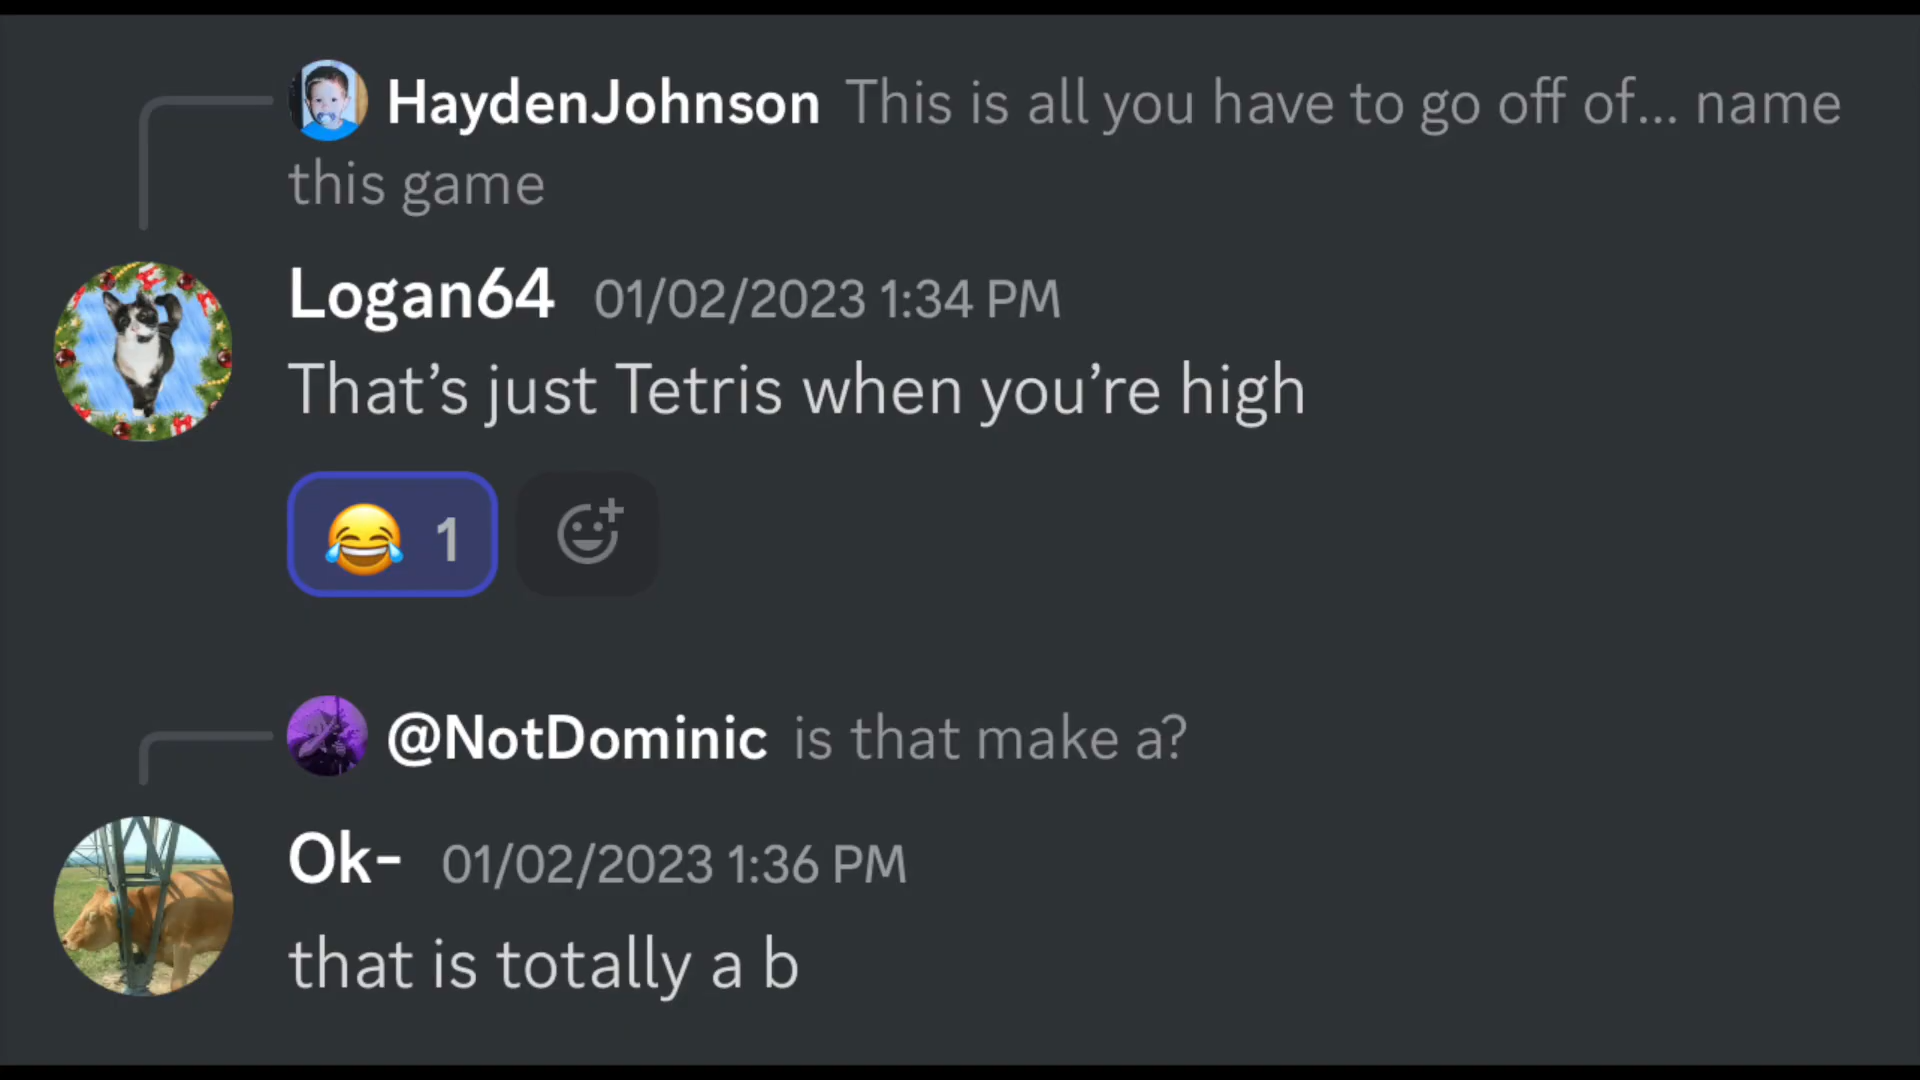 HaydenJohnson This is all you have to go off of... name
this game
Logan64 01/02/2023 1:34 PM
That’s just Tetris when you’re high
😂 1
@NotDominic is that make a?
Ok- 01/02/2023 1:36 PM
that is totally a b